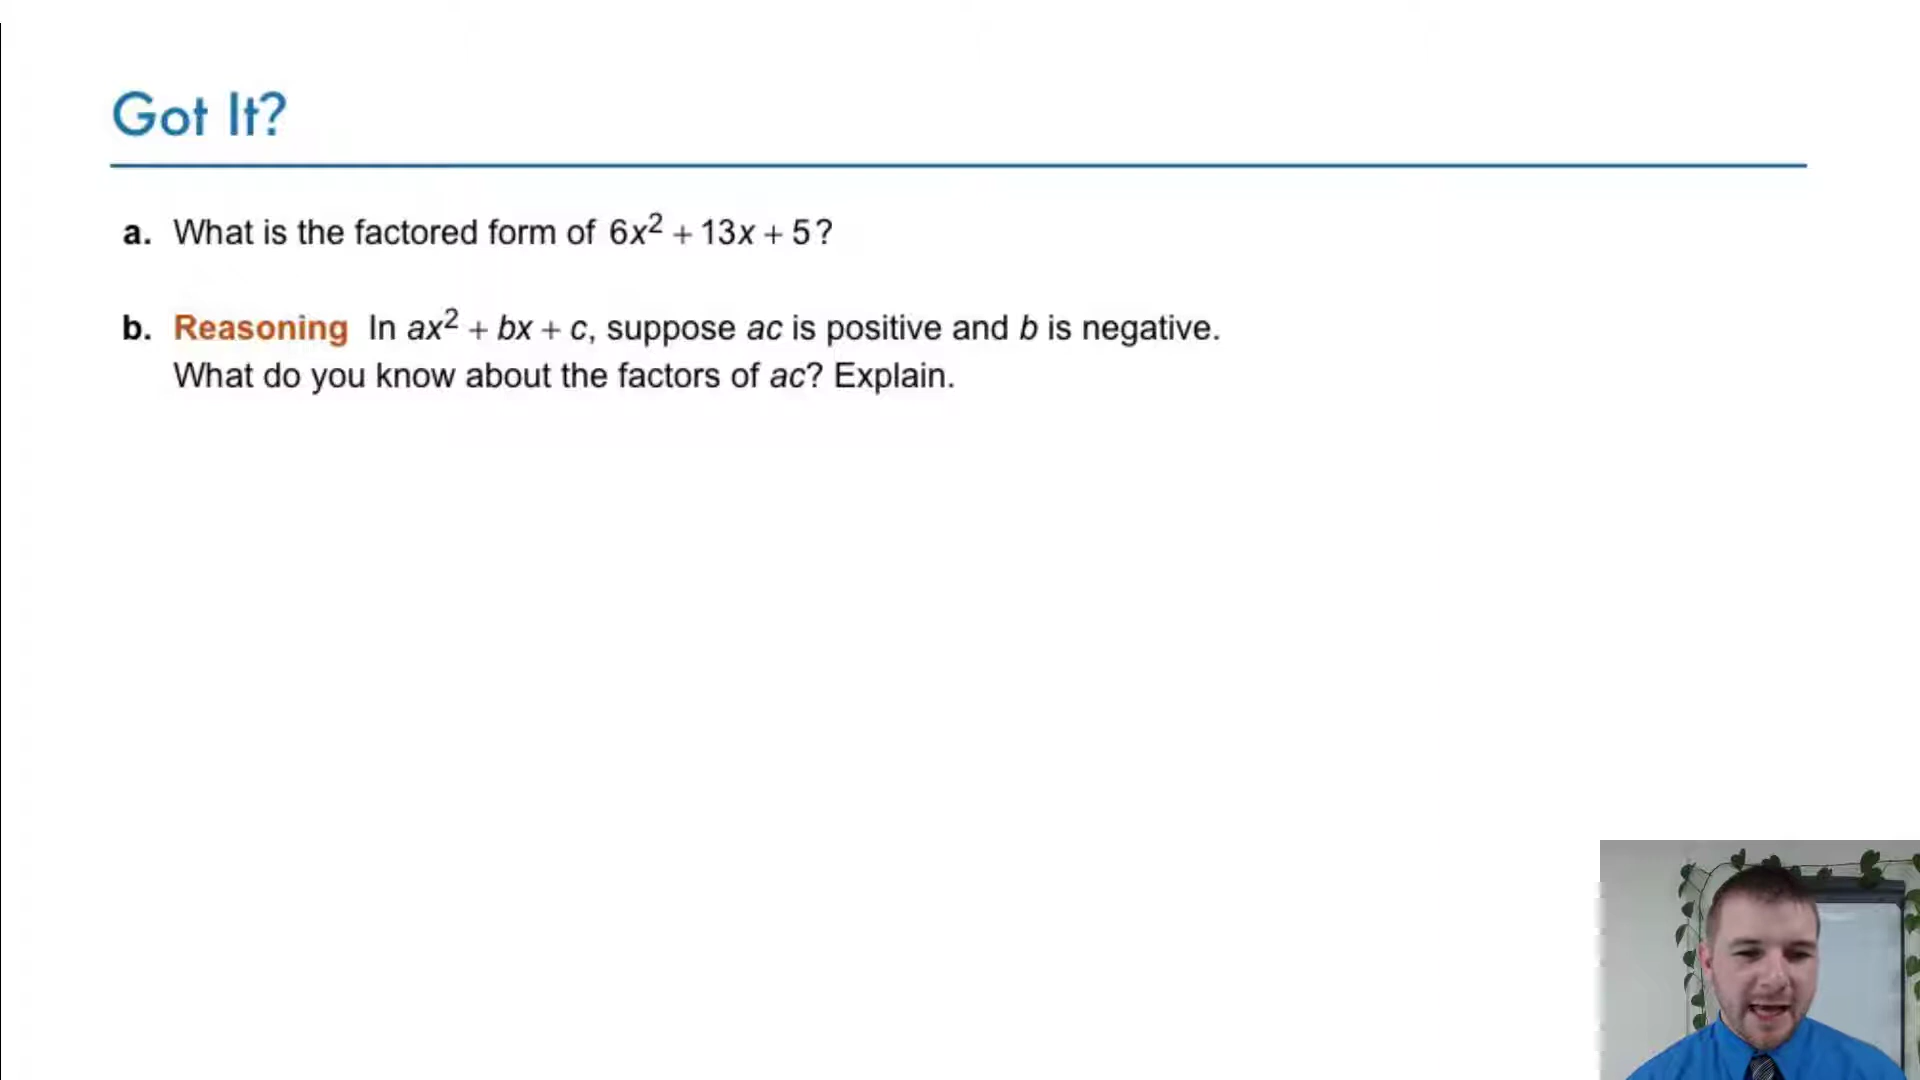 Got It?
a. What is the factored form of 6x² + 13x + 5?
b. Reasoning In ax² + bx + c, suppose ac is positive and b is negative.
What do you know about the factors of ac? Explain.